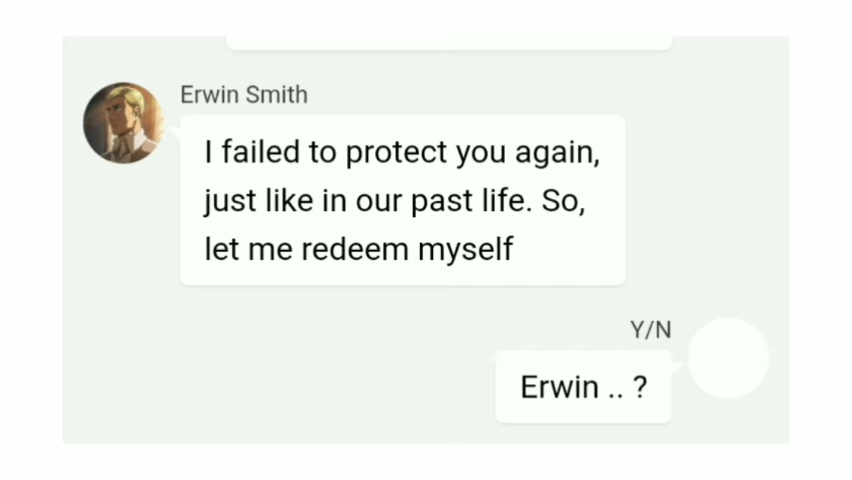 Erwin Smith
I failed to protect you again,
just like in our past life. So,
let me redeem myself
Y/N
Erwin .. ?